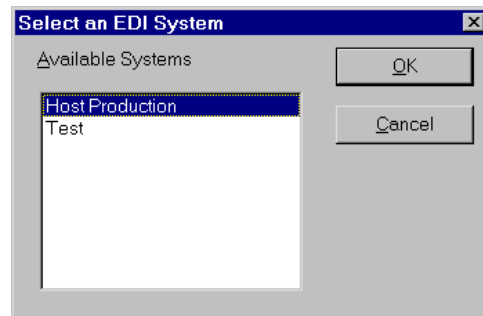 Select an EDI System
Available Systems
OK
Host Production
Test
Cancel